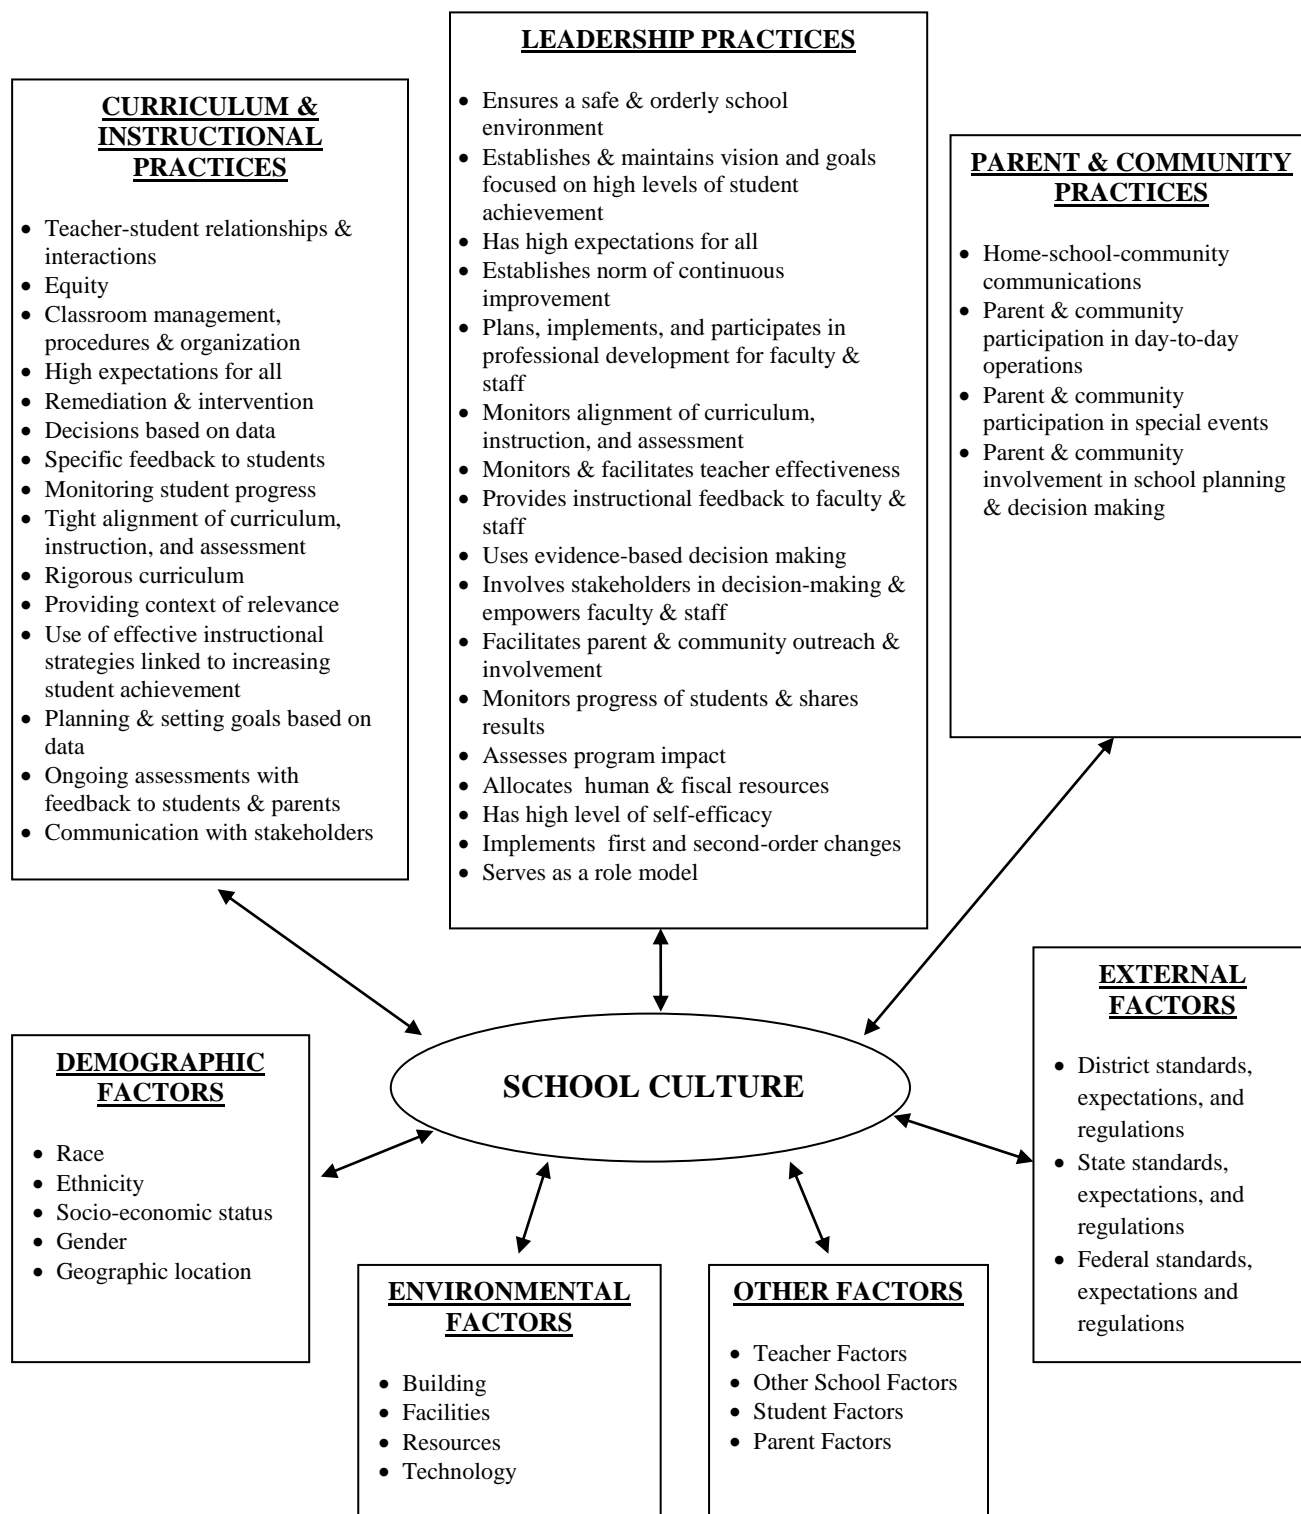 LEADERSHIP PRACTICES
• Ensures a safe & orderly school
environment
• Establishes & maintains vision and goals
focused on high levels of student
achievement
• Has high expectations for all
• Establishes norm of continuous
improvement
• Plans, implements, and participates in
professional development for faculty &
staff
• Monitors alignment of curriculum,
instruction, and assessment
• Monitors & facilitates teacher effectiveness
• Provides instructional feedback to faculty &
staff
• Uses evidence-based decision making
• Involves stakeholders in decision-making &
empowers faculty & staff
• Facilitates parent & community outreach &
involvement
• Monitors progress of students & shares
results
• Assesses program impact
• Allocates  human & fiscal resources
• Has high level of self-efficacy
• Implements  first and second-order changes
• Serves as a role model
CURRICULUM &
INSTRUCTIONAL
PRACTICES
• Teacher-student relationships &
interactions
• Equity
• Classroom management,
procedures & organization
• High expectations for all
• Remediation & intervention
• Decisions based on data
• Specific feedback to students
• Monitoring student progress
• Tight alignment of curriculum,
instruction, and assessment
• Rigorous curriculum
• Providing context of relevance
• Use of effective instructional
strategies linked to increasing
student achievement
• Planning & setting goals based on
data
• Ongoing assessments with
feedback to students & parents
• Communication with stakeholders
PARENT & COMMUNITY
PRACTICES
• Home-school-community
communications
• Parent & community
participation in day-to-day
operations
• Parent & community
participation in special events
• Parent & community
involvement in school planning
& decision making
SCHOOL CULTURE
EXTERNAL
FACTORS
• District standards,
expectations, and
regulations
• State standards,
expectations, and
regulations
• Federal standards,
expectations and
regulations
DEMOGRAPHIC
FACTORS
• Race
• Ethnicity
• Socio-economic status
• Gender
• Geographic location
ENVIRONMENTAL
FACTORS
• Building
• Facilities
• Resources
• Technology
OTHER FACTORS
• Teacher Factors
• Other School Factors
• Student Factors
• Parent Factors